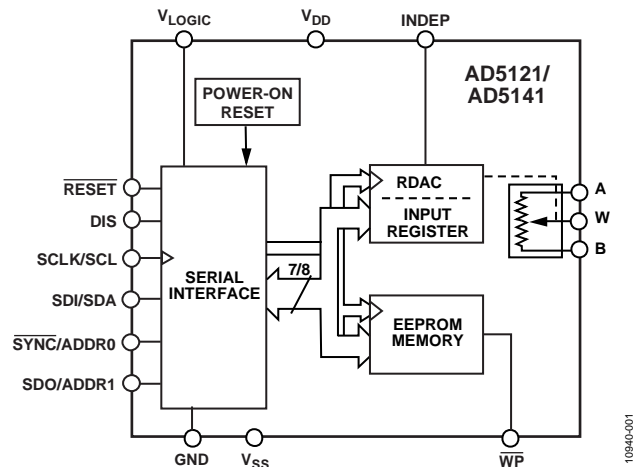 VLOGIC
VDD
INDEP
AD5121/
AD5141
POWER-ON
RESET
RESET
DIS
SCLK/SCL
SDI/SDA
SYNC/ADDR0
SDO/ADDR1
SERIAL
INTERFACE
7/8
RDAC
INPUT
REGISTER
EEPROM
MEMORY
A
W
B
GND
VSS
WP
10940-001